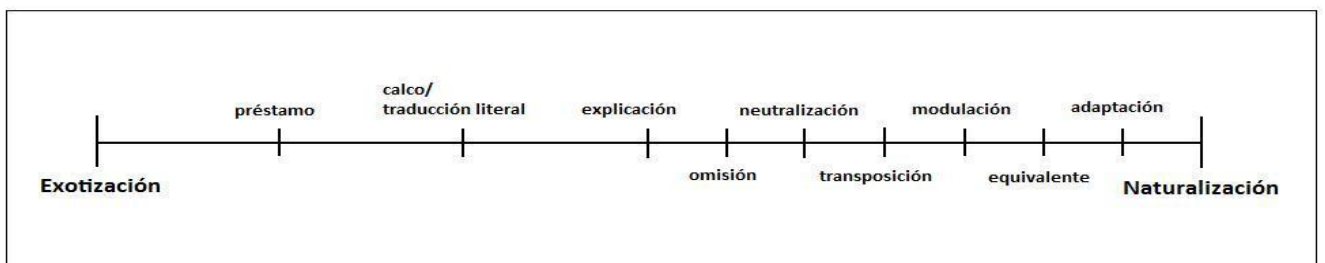 calco/
préstamo traducción literal explicación neutralización modulación adaptación
omisión transposición equivalente
Exotización Naturalización